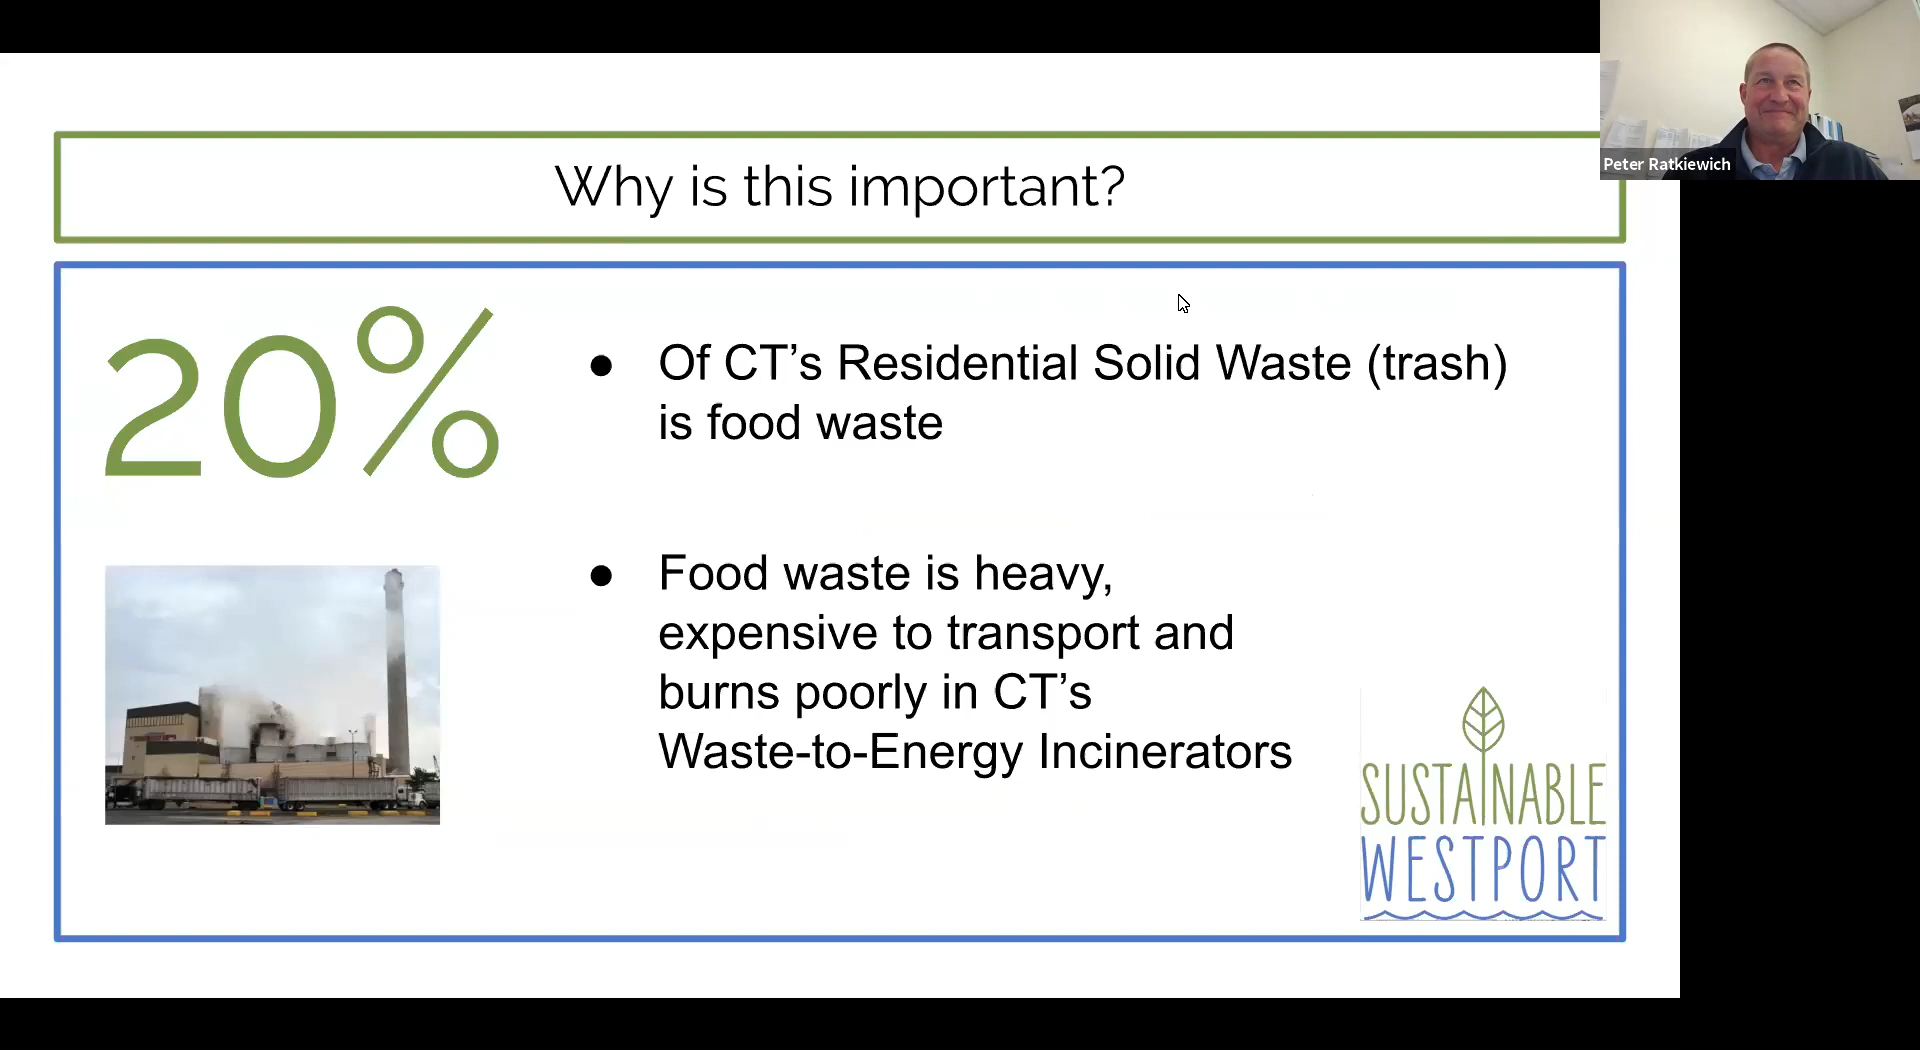 Peter Ratkiewich
Why is this important?
20%
● Of CT’s Residential Solid Waste (trash)
is food waste
● Food waste is heavy,
expensive to transport and
burns poorly in CT’s
Waste-to-Energy Incinerators
SUSTAINABLE
WESTPORT